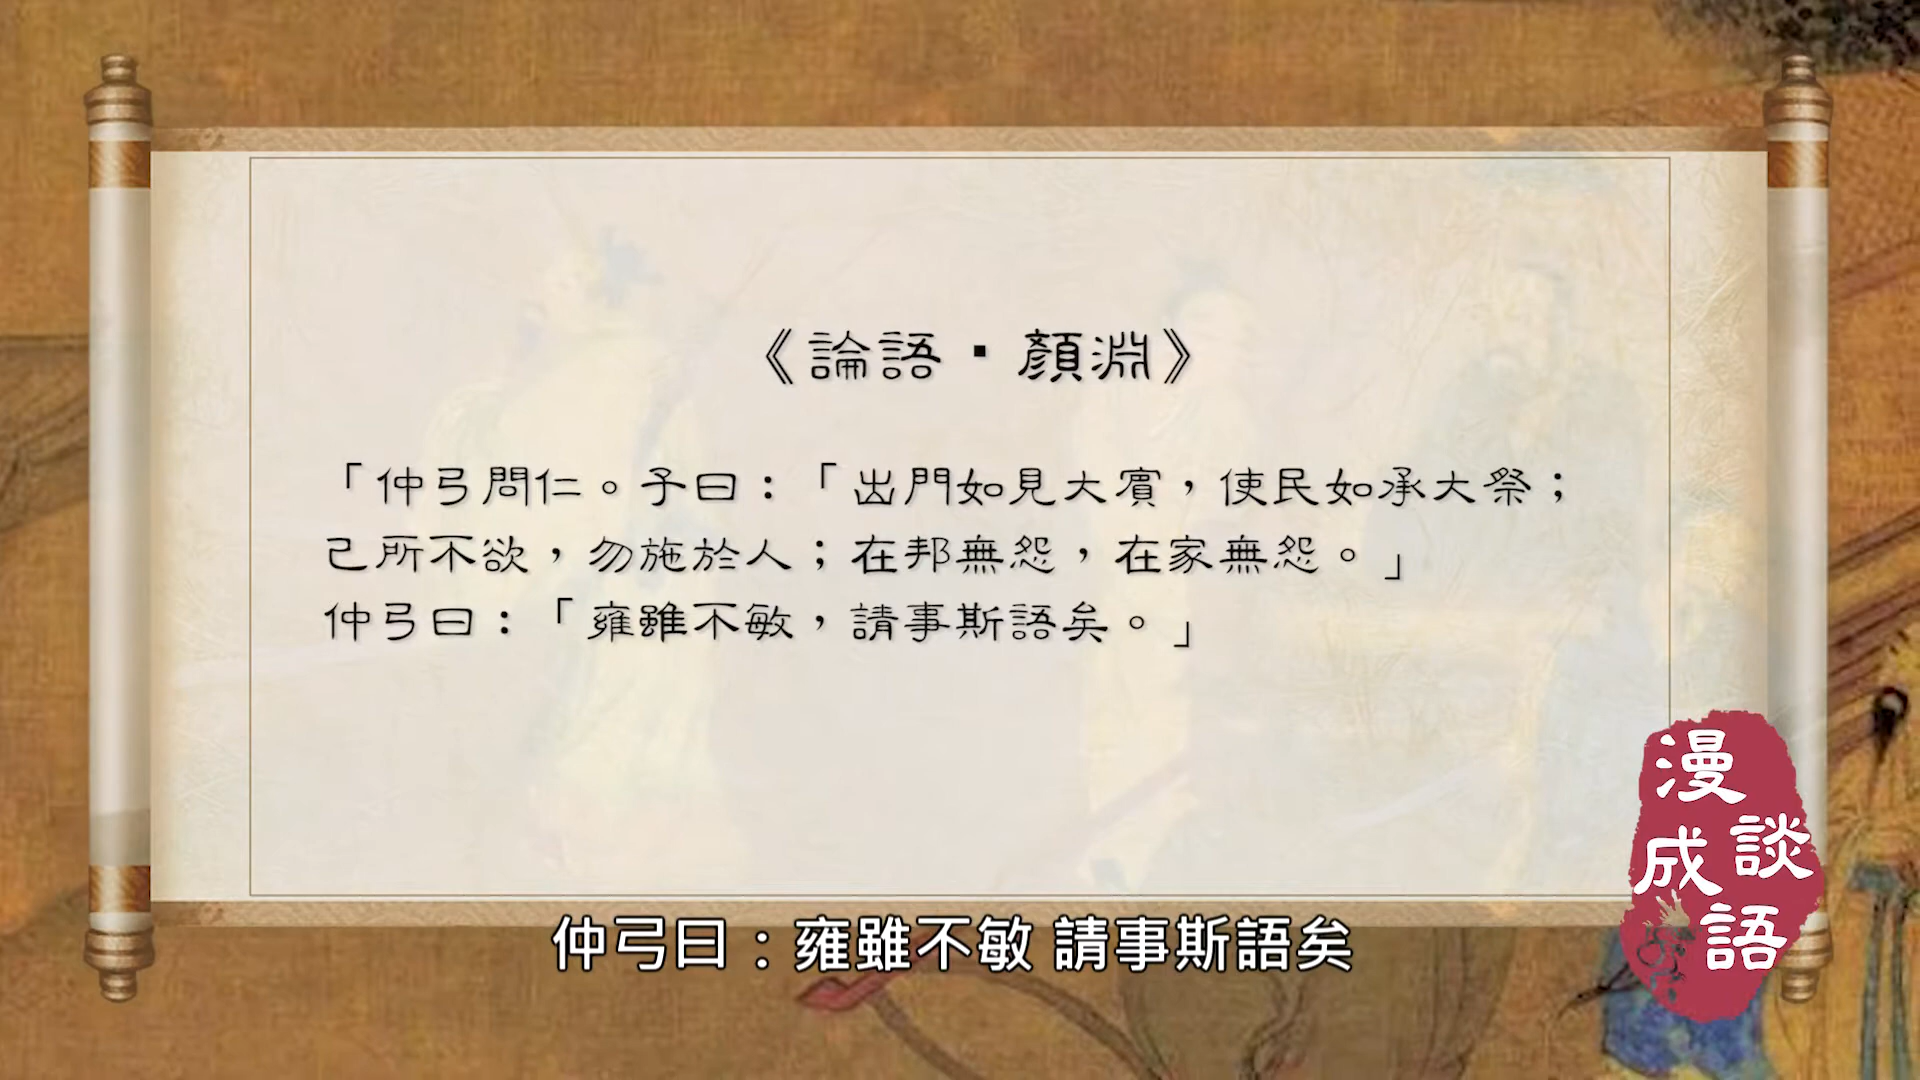 《論語·顏淵》
「仲弓問仁。子曰：「出門如見大賓，使民如承大祭；
己所不欲，勿施於人；在邦無怨，在家無怨。」
仲弓曰：「雍雖不敏，請事斯語矣。」
漫談
成語
仲弓曰：雍雖不敏 請事斯語矣